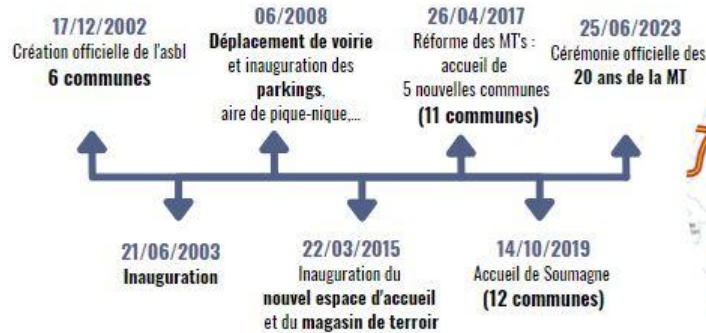 17/12/2002
Création officielle de l'asbl
6 communes
06/2008
Déplacement de voirie
et inauguration des
parkings,
aire de pique-nique,...
26/04/2017
Réforme des MT's :
accueil de
5 nouvelles communes
(11 communes)
25/06/2023
Cérémonie officielle des
20 ans de la MT
21/06/2003
Inauguration
22/03/2015
Inauguration du
nouvel espace d'accueil
et du magasin de terroir
14/10/2019
Accueil de Soumagne
(12 communes)